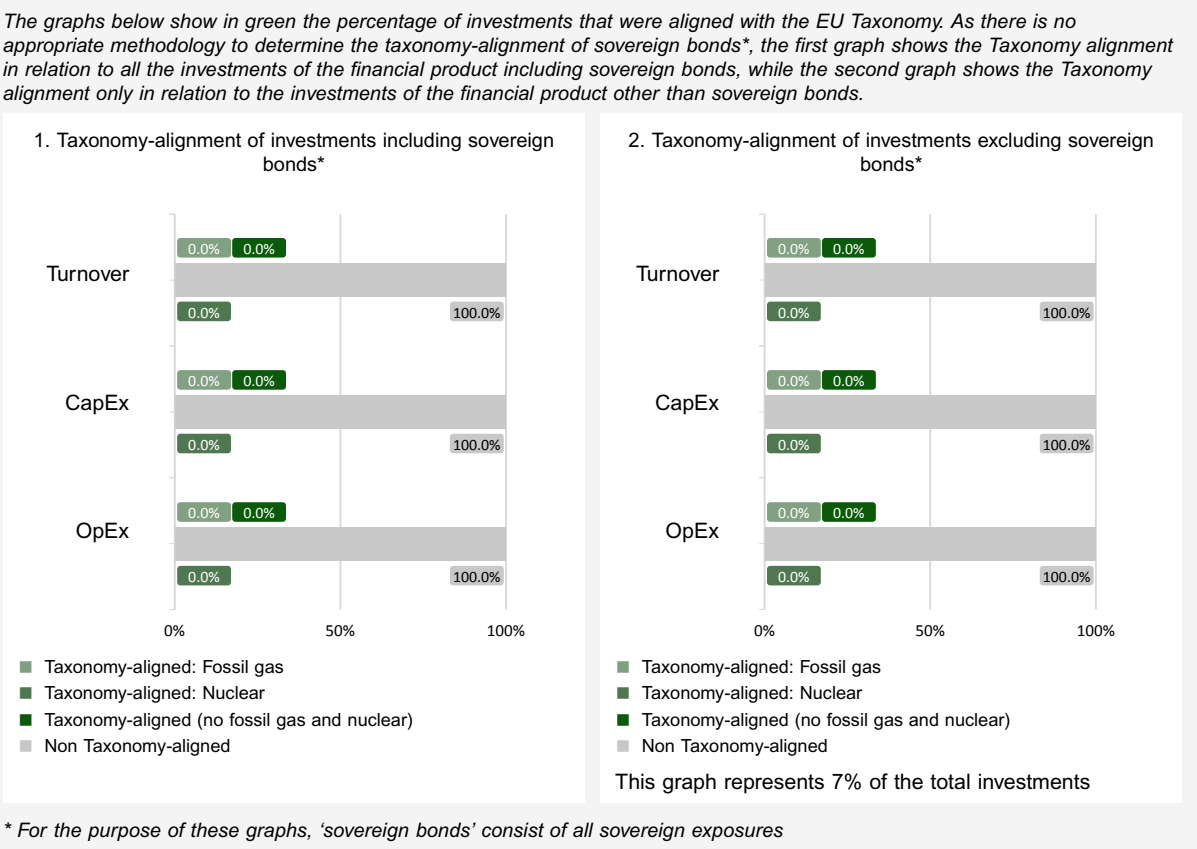 The graphs below show in green the percentage of investments that were aligned with the EU Taxonomy. As there is no
appropriate methodology to determine the taxonomy-alignment of sovereign bonds*, the first graph shows the Taxonomy alignment
in relation to all the investments of the financial product including sovereign bonds, while the second graph shows the Taxonomy
alignment only in relation to the investments of the financial product other than sovereign bonds.
1. Taxonomy-alignment of investments including sovereign
bonds*
Turnover
0.0% 0.0%
0.0% 100.0%
CapEx
0.0% 0.0%
0.0% 100.0%
OpEx
0.0% 0.0%
0.0% 100.0%
0% 50% 100%
Taxonomy-aligned: Fossil gas
Taxonomy-aligned: Nuclear
Taxonomy-aligned (no fossil gas and nuclear)
Non Taxonomy-aligned
2. Taxonomy-alignment of investments excluding sovereign
bonds*
Turnover
0.0% 0.0%
0.0% 100.0%
CapEx
0.0% 0.0%
0.0% 100.0%
OpEx
0.0% 0.0%
0.0% 100.0%
0% 50% 100%
Taxonomy-aligned: Fossil gas
Taxonomy-aligned: Nuclear
Taxonomy-aligned (no fossil gas and nuclear)
Non Taxonomy-aligned
This graph represents 7% of the total investments
* For the purpose of these graphs, ‘sovereign bonds’ consist of all sovereign exposures